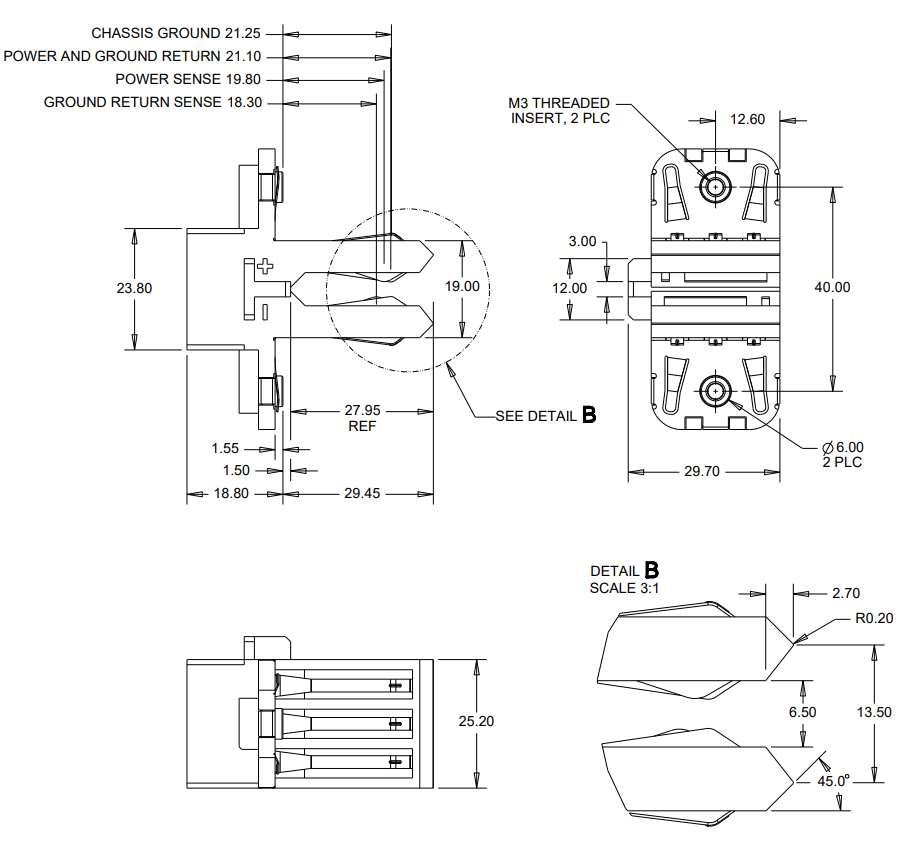 CHASSIS GROUND 21.25
POWER AND GROUND RETURN 21.10
POWER SENSE 19.80
GROUND RETURN SENSE 18.30
M3 THREADED
INSERT, 2 PLC
12.60
3.00
12.00
40.00
23.80
+
–
19.00
27.95
REF
SEE DETAIL B
1.55
1.50
18.80
29.45
Ø 6.00
2 PLC
29.70
DETAIL B
SCALE 3:1
2.70
R0.20
25.20
6.50
13.50
45.0°